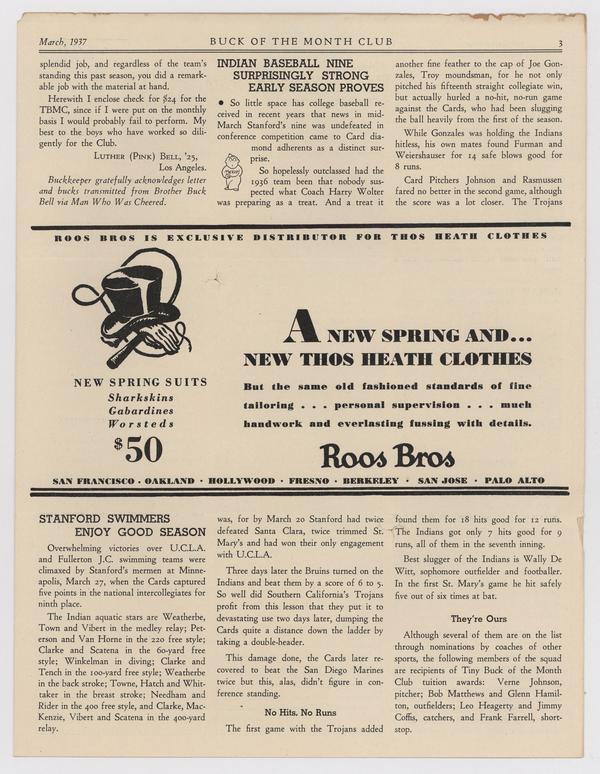 March, 1937
BUCK OF THE MONTH CLUB
3
splendid job, and regardless of the team's
standing this past season, you did a remark-
able job with the material at hand.
Herewith I enclose check for $24 for the
TBMC, since if I were put on the monthly
basis I would probably fail to perform. My
best to the boys who have worked so dili-
gently for the Club.
LUTHER (PINK) BELL, '25,
Los Angeles.
Buckkeeper gratefully acknowledges letter
and bucks transmitted from Brother Buck
Bell via Man Who Was Cheered.
INDIAN BASEBALL NINE
SURPRISINGLY STRONG
EARLY SEASON PROVES
• So little space has college baseball re-
ceived in recent years that news in mid-
March Stanford's nine was undefeated in
conference competition came to Card dia-
mond adherents as a distinct sur-
prise.
So hopelessly outclassed had the
1936 team been that nobody sus-
pected what Coach Harry Wolter
was preparing as a treat. And a treat it
another fine feather to the cap of Joe Gon-
zales, Troy moundsman, for he not only
pitched his fifteenth straight collegiate win,
but actually hurled a no-hit, no-run game
against the Cards, who had been slugging
the ball heavily from the first of the season.
While Gonzales was holding the Indians
hitless, his own mates found Furman and
Weiershauser for 14 safe blows good for
8 runs.
Card Pitchers Johnson and Rasmussen
fared no better in the second game, although
the score was a lot closer. The Trojans
ROOS BROS IS EXCLUSIVE DISTRIBUTOR FOR THOS HEATH CLOTHES
NEW SPRING SUITS
Sharkskins
Gabardines
Worsteds
$50
A NEW SPRING AND...
NEW THOS HEATH CLOTHES
But the same old fashioned standards of fine
tailoring . . . personal supervision . . . much
handwork and everlasting fussing with details.
Roos Bros
SAN FRANCISCO · OAKLAND · HOLLYWOOD · FRESNO · BERKELEY · SAN JOSE · PALO ALTO
STANFORD SWIMMERS
ENJOY GOOD SEASON
Overwhelming victories over U.C.L.A.
and Fullerton J.C. swimming teams were
climaxed by Stanford's mermen at Minne-
apolis, March 27, when the Cards captured
five points in the national intercollegiates for
ninth place.
The Indian aquatic stars are Weatherbe,
Town and Vibert in the medley relay; Pet-
erson and Van Horne in the 220 free style;
Clarke and Scatena in the 60-yard free
style; Winkelman in diving; Clarke and
Tench in the 100-yard free style; Weatherbe
in the back stroke; Towne, Hatch and Whit-
taker in the breast stroke; Needham and
Rider in the 400 free style, and Clarke, Mac-
Kenzie, Vibert and Scatena in the 400-yard
relay.
was, for by March 20 Stanford had twice
defeated Santa Clara, twice trimmed St.
Mary's and had won their only engagement
with U.C.L.A.
Three days later the Bruins turned on the
Indians and beat them by a score of 6 to 5.
So well did Southern California's Trojans
profit from this lesson that they put it to
devastating use two days later, dumping the
Cards quite a distance down the ladder by
taking a double-header.
This damage done, the Cards later re-
covered to beat the San Diego Marines
twice but this, alas, didn't figure in con-
ference standing.
No Hits, No Runs
The first game with the Trojans added
found them for 18 hits good for 12 runs.
The Indians got only 7 hits good for 9
runs, all of them in the seventh inning.
Best slugger of the Indians is Wally De
Witt, sophomore outfielder and footballer.
In the first St. Mary's game he hit safely
five out of six times at bat.
They're Ours
Although several of them are on the list
through nominations by coaches of other
sports, the following members of the squad
are recipients of Tiny Buck of the Month
Club tuition awards: Verne Johnson,
pitcher; Bob Matthews and Glenn Hamil-
ton, outfielders; Leo Heagerty and Jimmy
Coffis, catchers, and Frank Farrell, short-
stop.